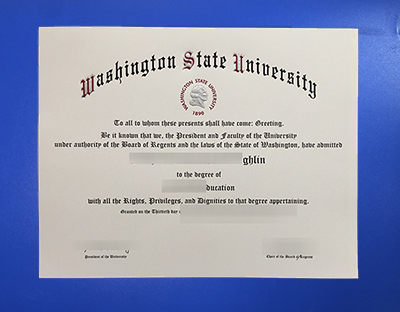 Washington State University
WASHINGTON STATE UNIVERSITY
1890
To all to whom these presents shall have come: Greeting.
Be it known that we, the President and Faculty of the University
under authority of the Board of Regents and the laws of the State of Washington, have admitted
ghlin
to the degree of
ducation
with all the Rights, Privileges, and Dignities to that degree appertaining.
Granted on the Thirtieth day
President of the University
Chair of the Board of Regents